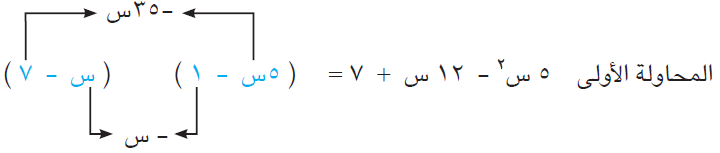 -٣٥س
المحاولة الأولى ٥ س٢ - ١٢ س + ٧ = (٥س - ١) (س - ٧)
- س